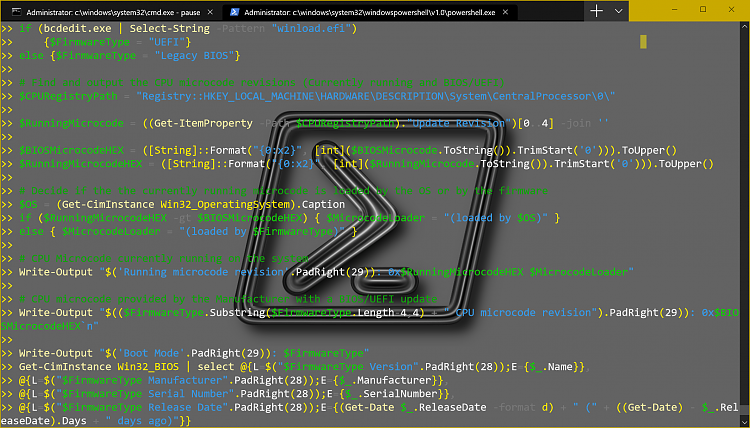 Administrator: c:\windows\system32\cmd.exe - pause
Administrator: c:\windows\system32\windowspowershell\v1.0\powershell.exe
>> if (bcdedit.exe | Select-String -Pattern "winload.efi")
>>      {$FirmwareType = "UEFI"}
>> else {$FirmwareType = "Legacy BIOS"}
>>
>>
>> $CPURegistryPath = "Registry::HKEY_LOCAL_MACHINE\HARDWARE\DESCRIPTION\System\CentralProcessor\0\"
>>
>> $RunningMicrocode = ((Get-ItemProperty -Path $CPURegistryPath)."Update Revision")[0..4] -join ''
>>
>> $BIOSMicrocodeHEX = ([String]::Format("{0:x2}", [int]($BIOSMicrocode.ToString()).TrimStart('0'))).ToUpper()
>> $RunningMicrocodeHEX = ([String]::Format("{0:x2}", [int]($RunningMicrocode.ToString()).TrimStart('0'))).ToUpper()
>>
>>
>> $OS = (Get-CimInstance Win32_OperatingSystem).Caption
>> if ($RunningMicrocodeHEX -gt $BIOSMicrocodeHEX) { $MicrocodeLoader = "(loaded by $OS)" }
>> else { $MicrocodeLoader = "(loaded by $FirmwareType)" }
>>
>>
>> Write-Output "$('Running microcode revision'.PadRight(29)): 0x$RunningMicrocodeHEX $MicrocodeLoader"
>>
>>
>> Write-Output "$(($FirmwareType.Substring($FirmwareType.Length-4,4) + " CPU microcode revision").PadRight(29)): 0x$BIO
SMicrocodeHEX`n"
>>
>> Write-Output "$('Boot Mode'.PadRight(29)): $FirmwareType"
>> Get-CimInstance Win32_BIOS | select @{L=$("$FirmwareType Version".PadRight(28));E={$_.Name}},
>> @{L=$("$FirmwareType Manufacturer".PadRight(28));E={$_.Manufacturer}},
>> @{L=$("$FirmwareType Serial Number".PadRight(28));E={$_.SerialNumber}},
>> @{L=$("$FirmwareType Release Date".PadRight(28));E={(Get-Date $_.ReleaseDate -format d) + " (" + ((Get-Date) - $_.Rel
easeDate).Days + " days ago)"}}